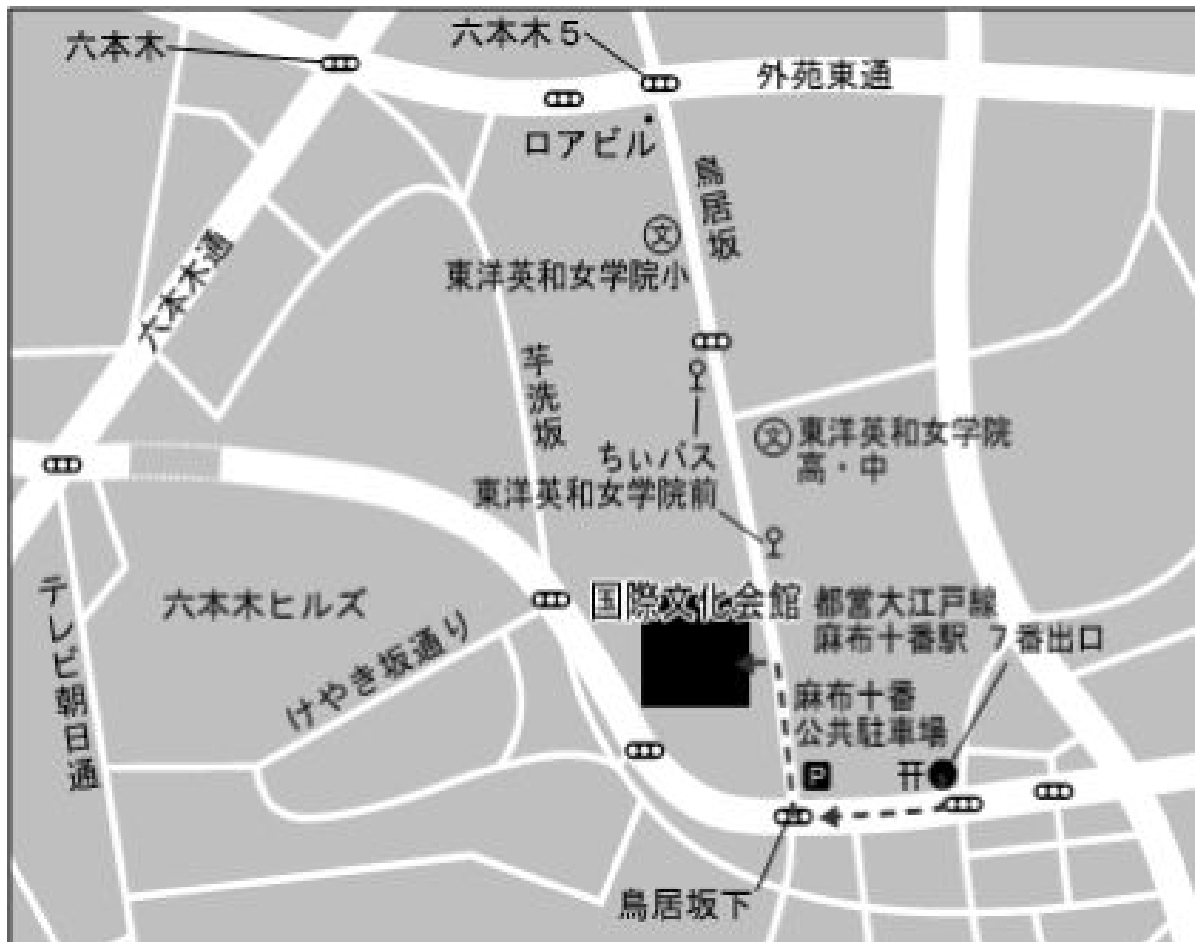 六本木
六本木5
外苑東通
ロアビル
鳥居坂
文
東洋英和女学院小
六本木通
芋洗坂
文
東洋英和女学院
高・中
ちぃバス
東洋英和女学院前
テレビ朝日通
六本木ヒルズ
けやき坂通り
国際文化会館
都営大江戸線
麻布十番駅 7番出口
麻布十番
公共駐車場
P
鳥居坂下